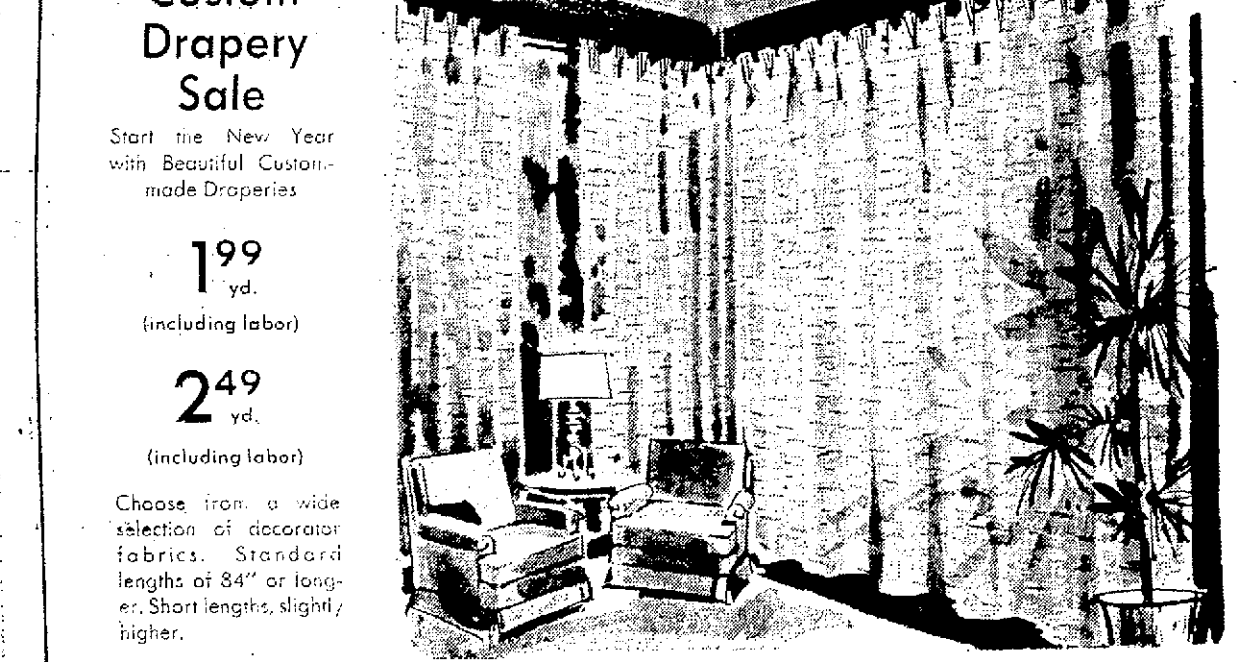 Custom
Drapery
Sale
Start the New Year
with Beautiful Custom-
made Draperies
1 99
yd.
(including labor)
2 49
yd.
(including labor)
Choose from a wide
selection of decorator
fabrics. Standard
lengths of 84" or long-
er. Short lengths, slightly
higher.